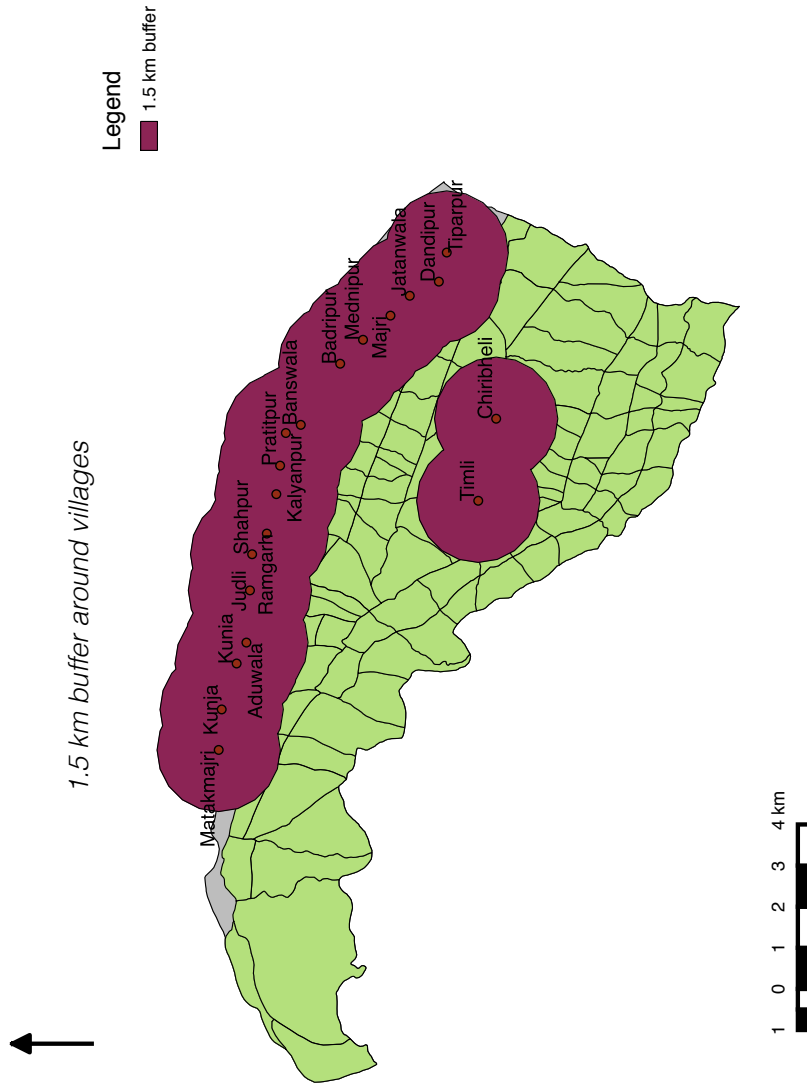 1.5 km buffer around villages
Legend
1.5 km buffer
Matakmajri
Kunja
Kunia
Aduwala
Judli
Ramgarh
Shahpur
Kalyanpur
Pratitpur
Banswala
Badripur
Mednipur
Majri
Jatanwala
Dandipur
Tiparpur
Timli
Chiribheli
1 0 1 2 3 4 km